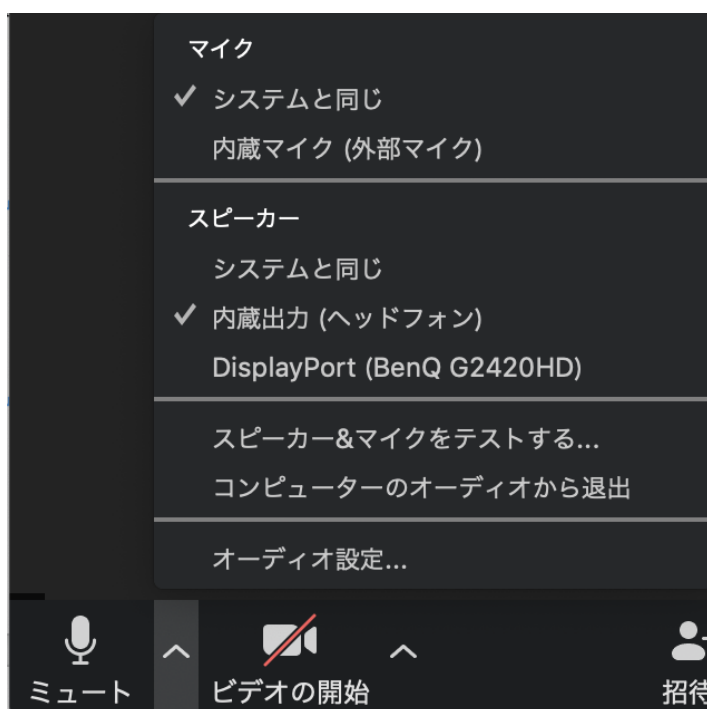 マイク
システムと同じ
内蔵マイク (外部マイク)
スピーカー
システムと同じ
内蔵出力 (ヘッドフォン)
DisplayPort (BenQ G2420HD)
スピーカー&マイクをテストする...
コンピューターのオーディオから退出
オーディオ設定...
ミュート
ビデオの開始
招待